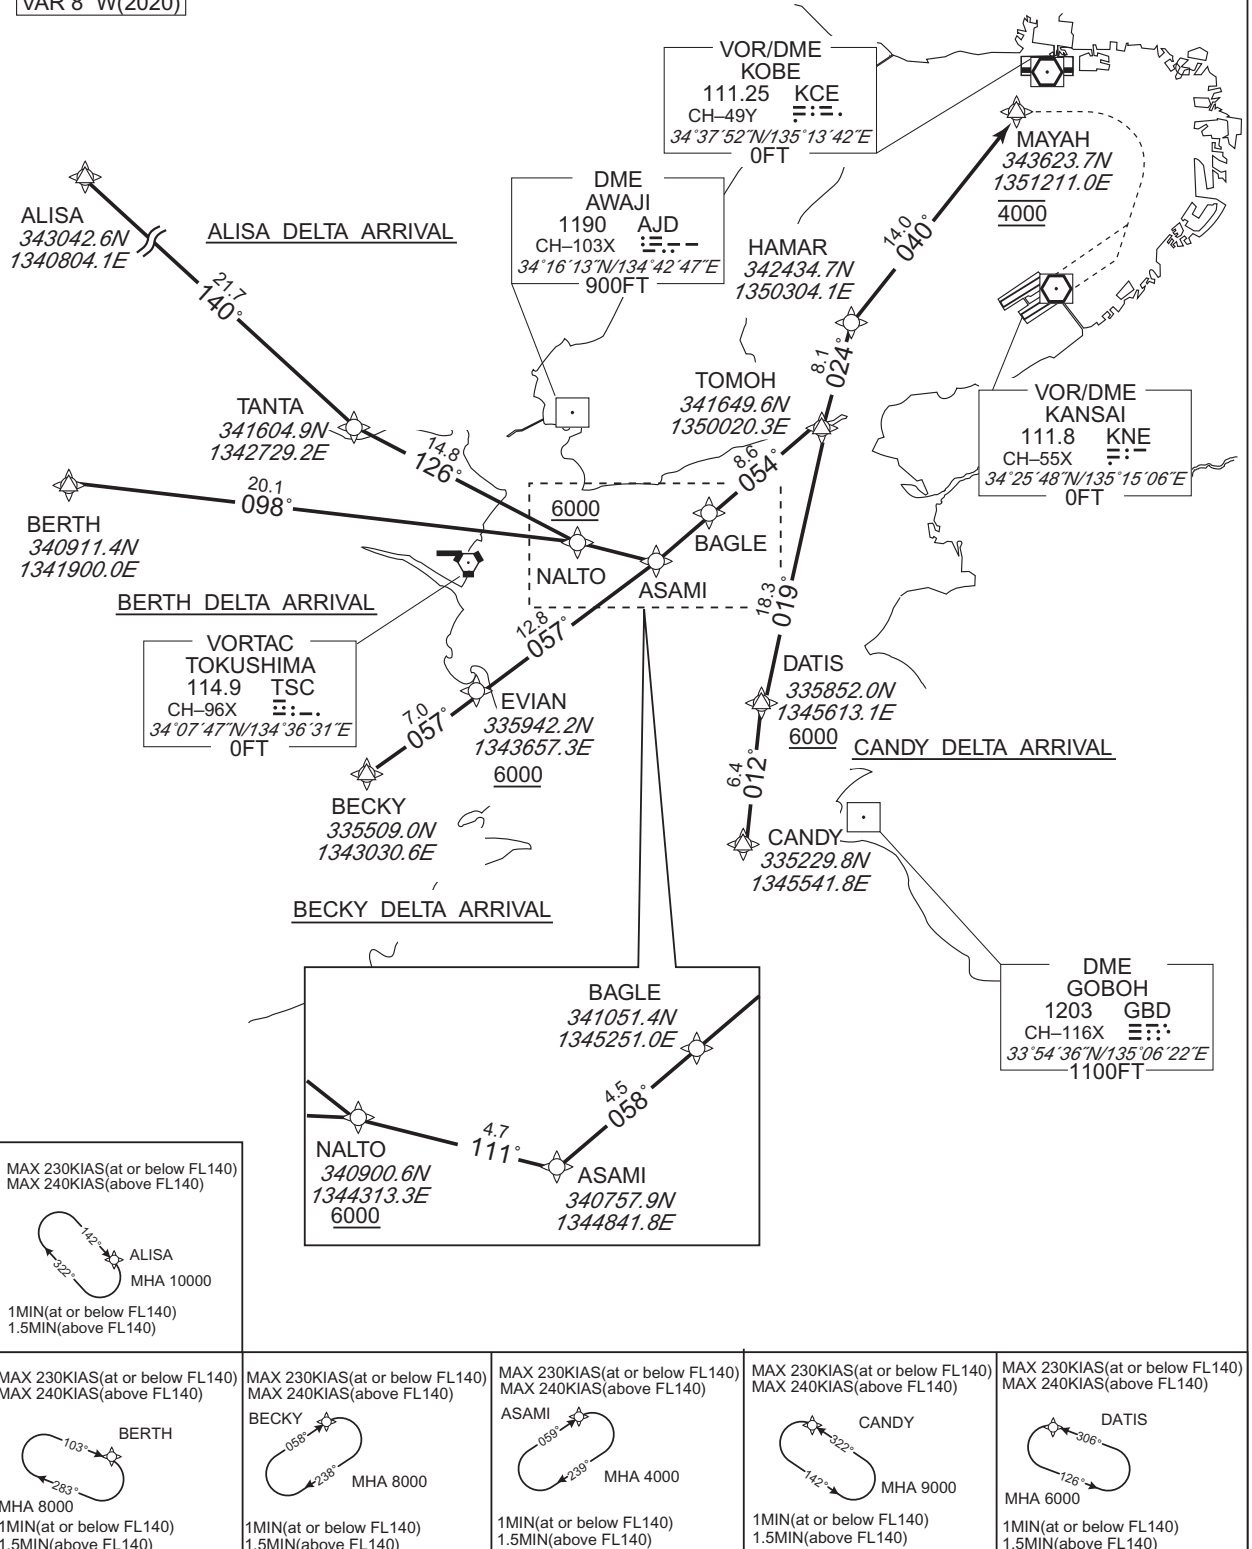 VAR 8°W(2020)
VOR/DME
KOBE
111.25 KCE
CH–49Y
34°37´52˝N/135°13´42˝E
0FT
MAYAH
343623.7N
1351211.0E
4000
ALISA
343042.6N
1340804.1E
ALISA DELTA ARRIVAL
DME
AWAJI
1190 AJD
CH–103X
34°16´13˝N/134°42´47˝E
900FT
HAMAR
342434.7N
1350304.1E
14.0
040°
21.7
140°
8.1
024°
TOMOH
341649.6N
1350020.3E
VOR/DME
KANSAI
111.8 KNE
CH–55X
34°25´48˝N/135°15´06˝E
0FT
TANTA
341604.9N
1342729.2E
14.8
126°
8.6
054°
20.1
098°
6000
BERTH
340911.4N
1341900.0E
BAGLE
NALTO
ASAMI
BERTH DELTA ARRIVAL
18.3
019°
12.8
057°
VORTAC
TOKUSHIMA
114.9 TSC
CH–96X
34°07´47˝N/134°36´31˝E
0FT
DATIS
335852.0N
1345613.1E
6000
EVIAN
335942.2N
1343657.3E
6000
7.0
057°
CANDY DELTA ARRIVAL
6.4
012°
BECKY
335509.0N
1343030.6E
CANDY
335229.8N
1345541.8E
BECKY DELTA ARRIVAL
DME
GOBOH
1203 GBD
CH–116X
33°54´36˝N/135°06´22˝E
1100FT
BAGLE
341051.4N
1345251.0E
4.5
058°
4.7
111°
NALTO
340900.6N
1344313.3E
6000
ASAMI
340757.9N
1344841.8E
MAX 230KIAS(at or below FL140)
MAX 240KIAS(above FL140)
142°
322°
ALISA
MHA 10000
1MIN(at or below FL140)
1.5MIN(above FL140)
MAX 230KIAS(at or below FL140)
MAX 240KIAS(above FL140)
BERTH
103°
283°
MHA 8000
1MIN(at or below FL140)
1.5MIN(above FL140)
MAX 230KIAS(at or below FL140)
MAX 240KIAS(above FL140)
BECKY
058°
238°
MHA 8000
1MIN(at or below FL140)
1.5MIN(above FL140)
MAX 230KIAS(at or below FL140)
MAX 240KIAS(above FL140)
ASAMI
059°
239°
MHA 4000
1MIN(at or below FL140)
1.5MIN(above FL140)
MAX 230KIAS(at or below FL140)
MAX 240KIAS(above FL140)
CANDY
322°
142°
MHA 9000
1MIN(at or below FL140)
1.5MIN(above FL140)
MAX 230KIAS(at or below FL140)
MAX 240KIAS(above FL140)
DATIS
306°
126°
MHA 6000
1MIN(at or below FL140)
1.5MIN(above FL140)